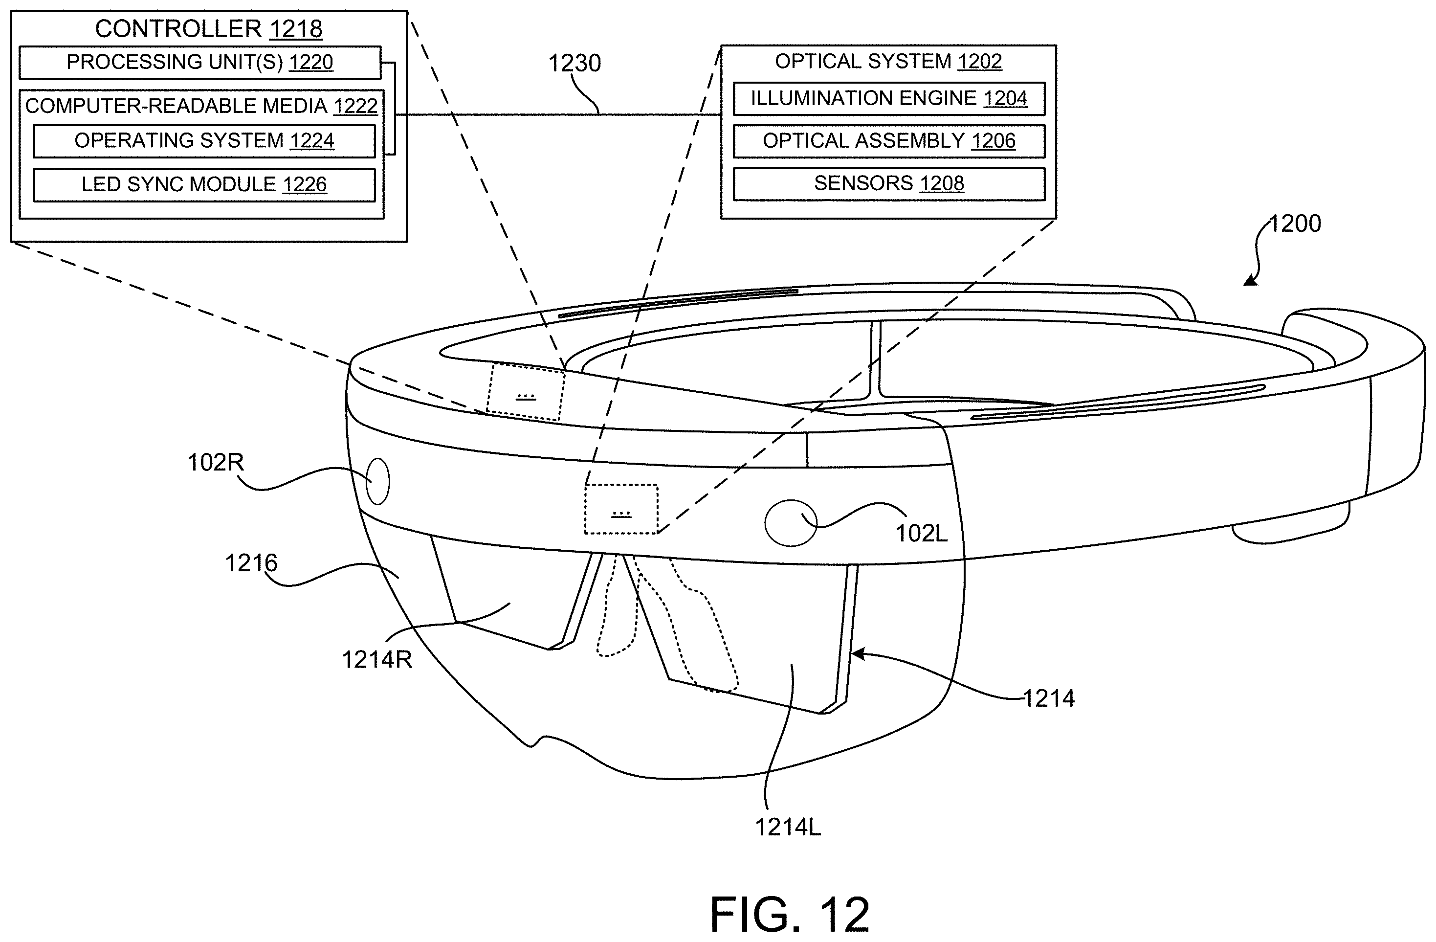 CONTROLLER 1218
PROCESSING UNIT(S) 1220
COMPUTER-READABLE MEDIA 1222
OPERATING SYSTEM 1224
LED SYNC MODULE 1226
1230
OPTICAL SYSTEM 1202
ILLUMINATION ENGINE 1204
OPTICAL ASSEMBLY 1206
SENSORS 1208
1200
...
102R
...
102L
1216
1214R
1214
1214L
FIG. 12